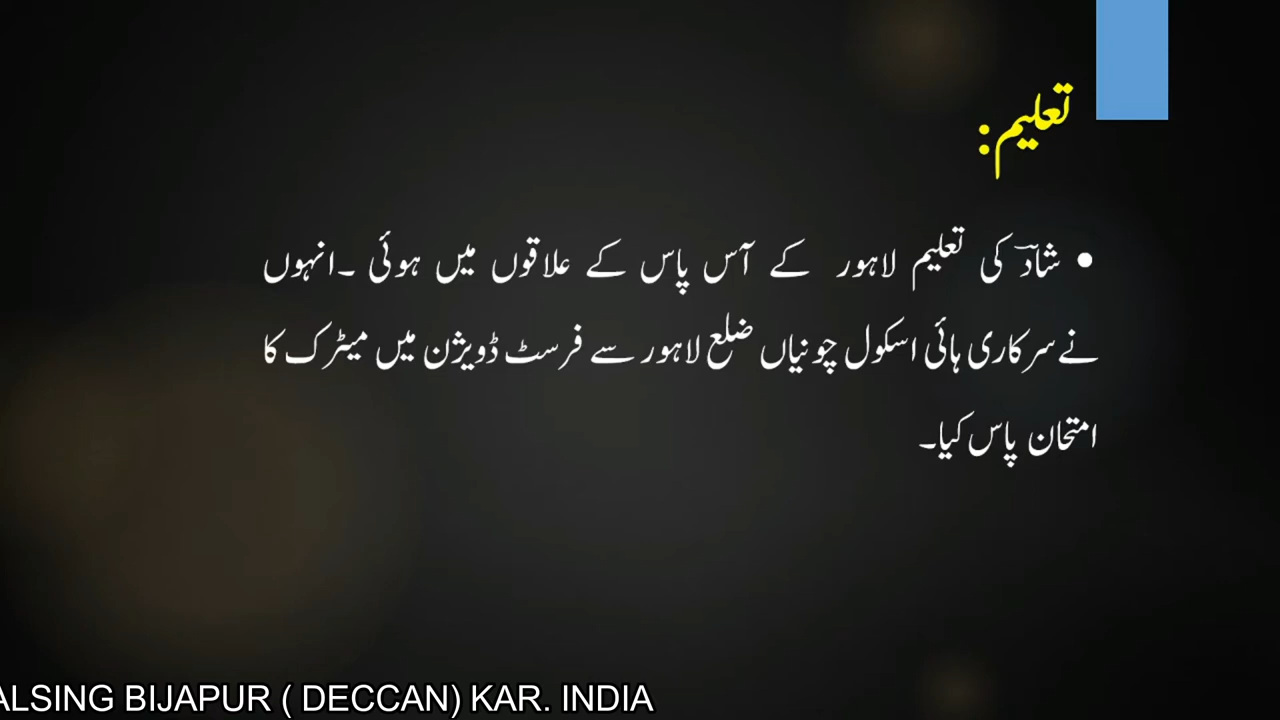 تعلیم:
• شادؔ کی تعلیم لاہور کے آس پاس کے علاقوں میں ہوئی ۔انہوں
نے سرکاری ہائی اسکول چونیاں ضلع لاہور سے فرسٹ ڈویژن میں میٹرک کا
امتحان پاس کیا۔
ALSING BIJAPUR ( DECCAN) KAR. INDIA